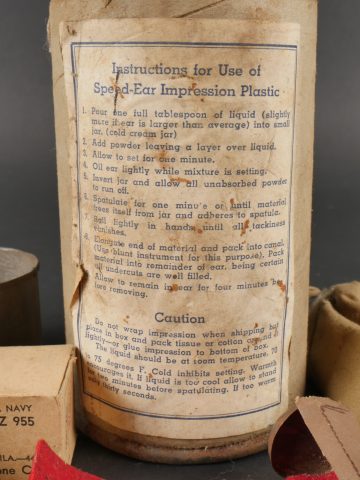 Instructions for Use of
Speed-Ear Impression Plastic
1. Pour one full tablespoon of liquid (slightly
more if ear is larger than average) into small
jar. (cold cream jar)
2. Add powder leaving a layer over liquid.
3. Allow to set for one minute.
4. Oil ear lightly while mixture is setting.
5. Invert jar and allow all unabsorbed powder
to run off.
6. Spatulate for one minute or until material
frees itself from jar and adheres to spatula.
7. Roll lightly in hands until all tackiness
vanishes.
8. Elongate end of material and pack into canal.
(Use blunt instrument for this purpose). Pack
material into remainder of ear, being certain
all undercuts are well filled.
Allow to remain in ear for four minutes be-
fore removing.
Caution
Do not wrap impression when shipping but
place in box and pack tissue or cotton around it
lightly—or glue impression to bottom of box.
The liquid should be at room temperature, 70
to 75 degrees F. Cold inhibits setting. Warmth
encourages it. If liquid is too cool allow to stand
two minutes before spatulating. If too warm
only thirty seconds.
NAVY
Z 955